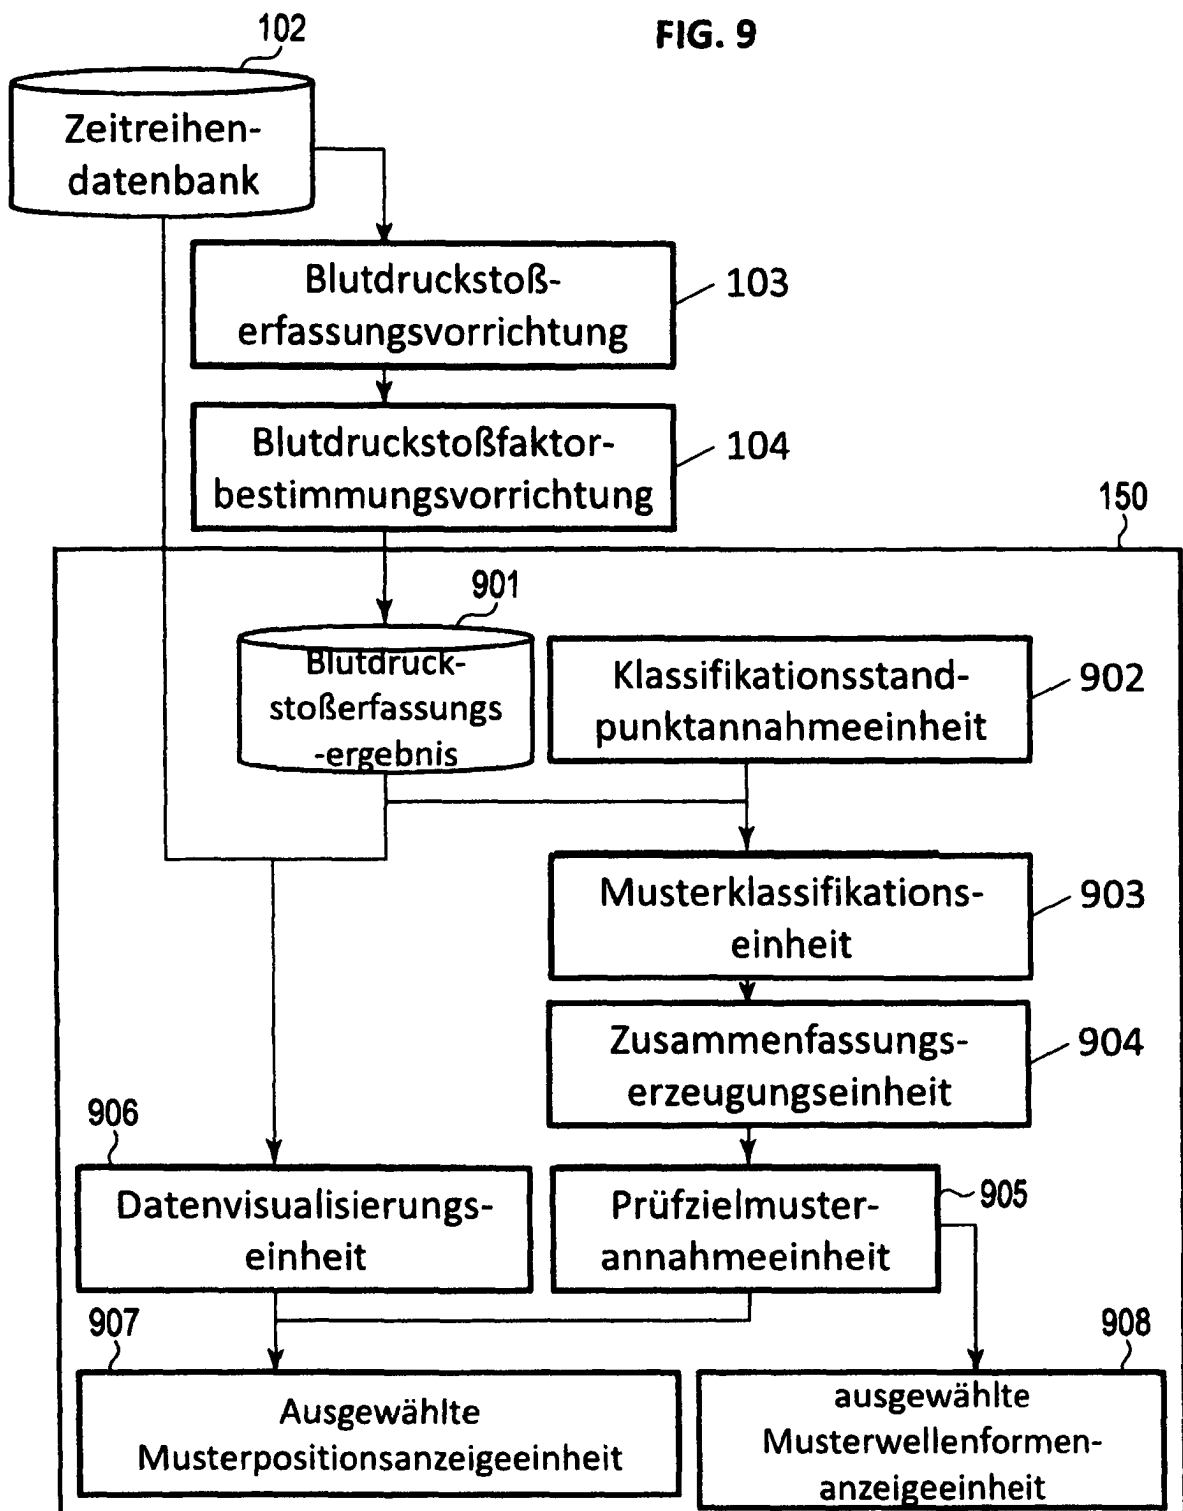 FIG. 9
102
Zeitreihen-
datenbank
Blutdruckstoß-
erfassungsvorrichtung
103
Blutdruckstoßfaktor-
bestimmungsvorrichtung
104
150
901
Blutdruck-
stoßerfassungs
-ergebnis
Klassifikationsstand-
punktannahmeeinheit
902
Musterklassifikations-
einheit
903
Zusammenfassungs-
erzeugungseinheit
904
906
Datenvisualisierungs-
einheit
Prüfzielmuster-
annahmeeinheit
905
907
Ausgewählte
Musterpositionsanzeigeeinheit
908
ausgewählte
Musterwellenformen-
anzeigeeinheit